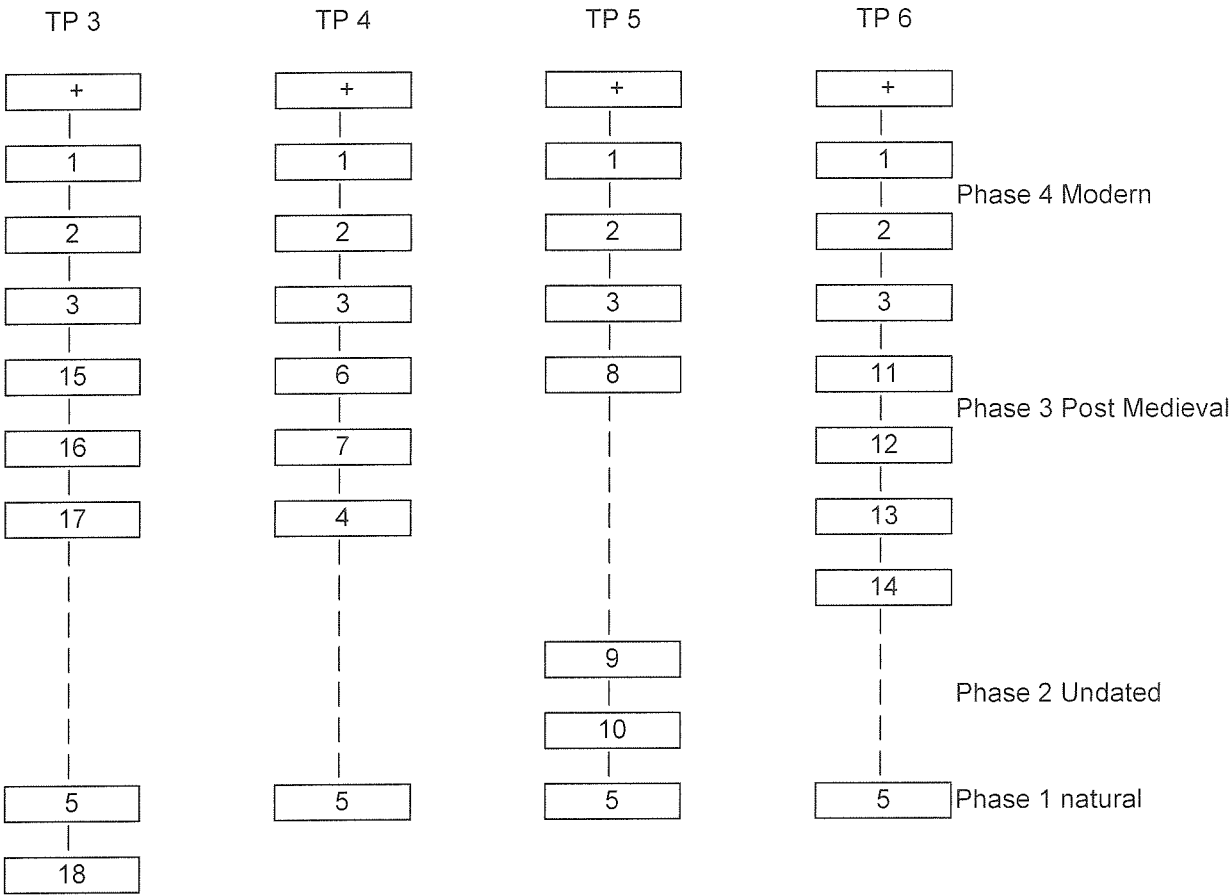 TP 3 TP 4 TP 5 TP 6
+ + + +
1 1 1 1
Phase 4 Modern
2 2 2 2
3 3 3 3
15 6 8 11
Phase 3 Post Medieval
16 7 12
17 4 13
14
9
Phase 2 Undated
10
5 5 5 5 Phase 1 natural
18